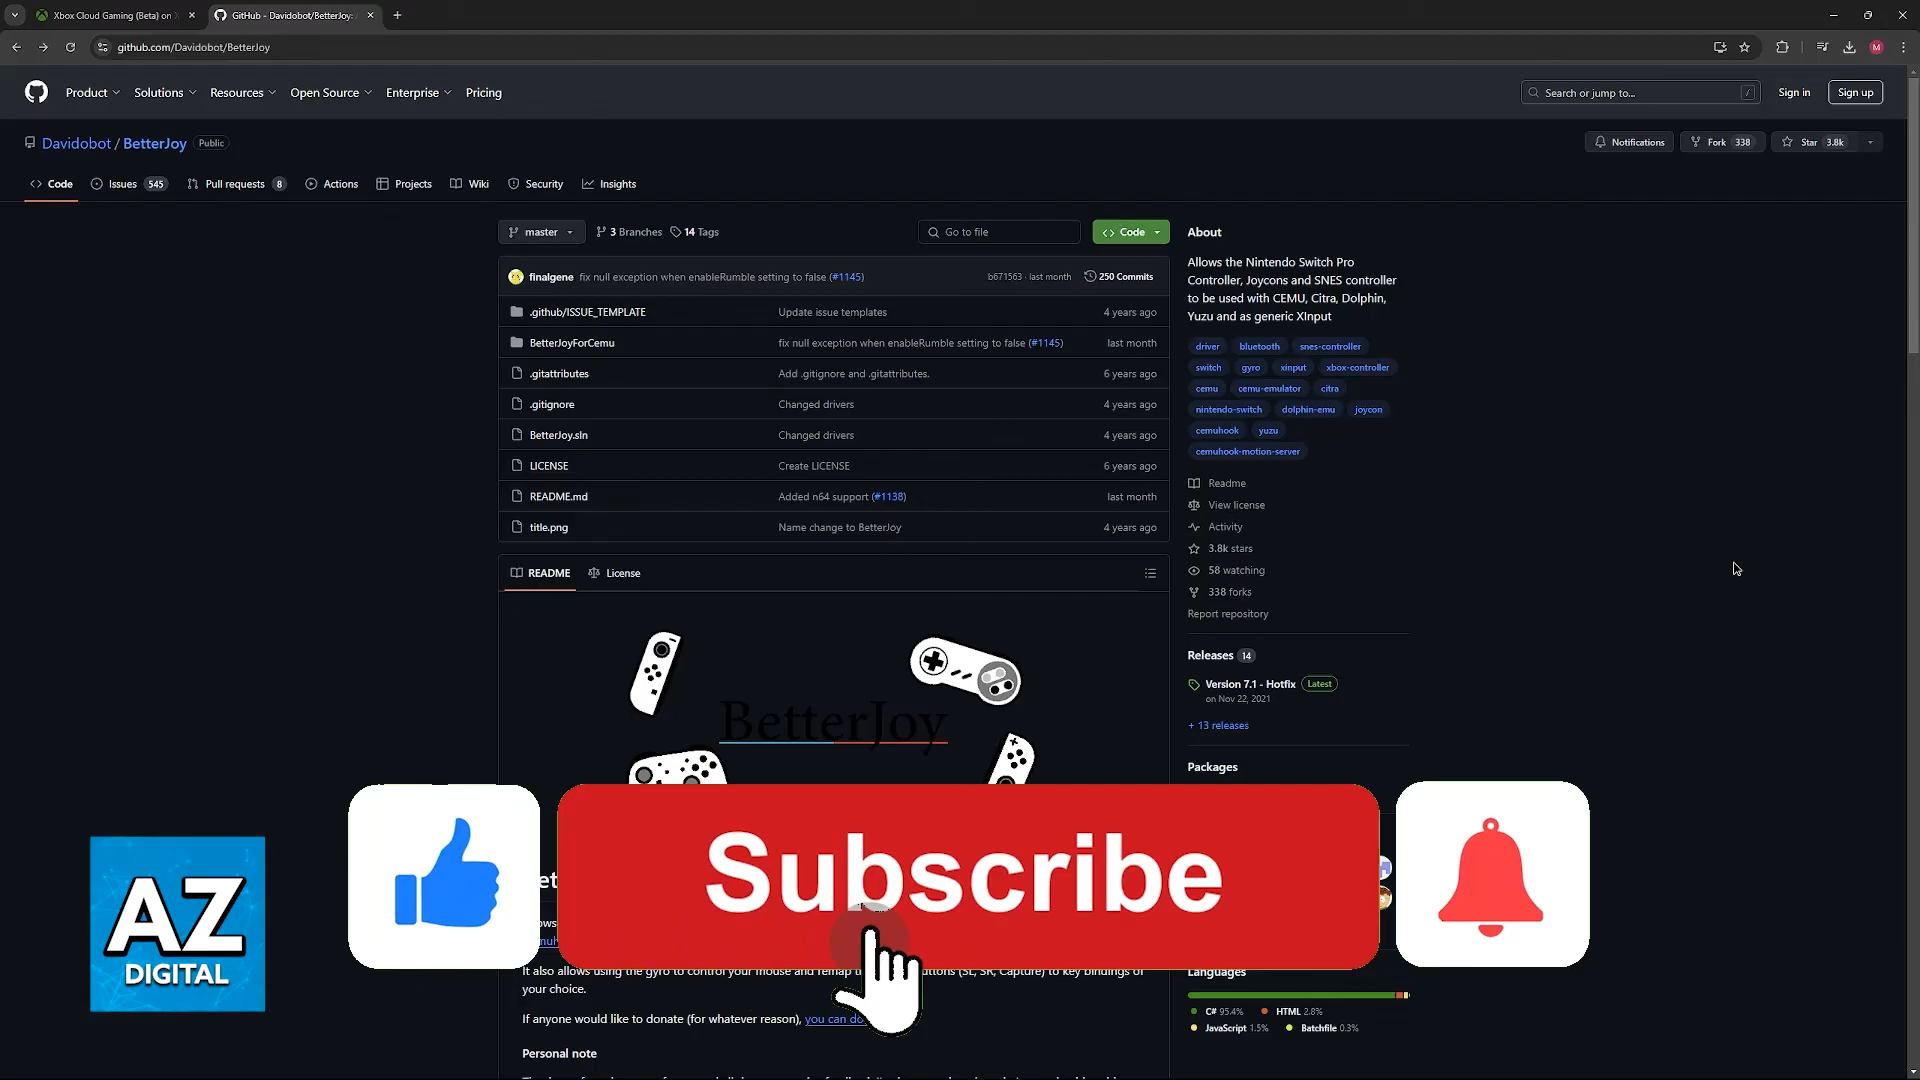 Xbox Cloud Gaming (Beta) on
GitHub - Davidobot/BetterJoy:
github.com/Davidobot/BetterJoy
M
Product
Solutions
Resources
Open Source
Enterprise
Pricing
Search or jump to...
/
Sign in
Sign up
Davidobot / BetterJoy
Public
Notifications
Fork 338
Star 3.8k
Code
Issues 545
Pull requests 8
Actions
Projects
Wiki
Security
Insights
master
3 Branches
14 Tags
Go to file
Code
finalgene fix null exception when enableRumble setting to false (#1145)
b671563 · last month
250 Commits
.github/ISSUE_TEMPLATE Update issue templates 4 years ago
BetterJoyForCemu fix null exception when enableRumble setting to false (#1145) last month
.gitattributes Add .gitignore and .gitattributes. 6 years ago
.gitignore Changed drivers 4 years ago
BetterJoy.sln Changed drivers 4 years ago
LICENSE Create LICENSE 6 years ago
README.md Added n64 support (#1138) last month
title.png Name change to BetterJoy 4 years ago
README
License
BetterJoy
It also allows using the gyro to control your mouse and remap
(SL, SR, Capture) to key bindings of
your choice.
If anyone would like to donate (for whatever reason), you can
Personal note
About
Allows the Nintendo Switch Pro
Controller, Joycons and SNES controller
to be used with CEMU, Citra, Dolphin,
Yuzu and as generic XInput
driver bluetooth snes-controller
switch gyro xinput xbox-controller
cemu cemu-emulator citra
nintendo-switch dolphin-emu joycon
cemuhook yuzu
cemuhook-motion-server
Readme
View license
Activity
3.8k stars
58 watching
338 forks
Report repository
Releases 14
Version 7.1 - Hotfix Latest
on Nov 22, 2021
+ 13 releases
Packages
Languages
C# 95.4% HTML 2.8%
JavaScript 1.5% Batchfile 0.3%
Subscribe
AZ
DIGITAL